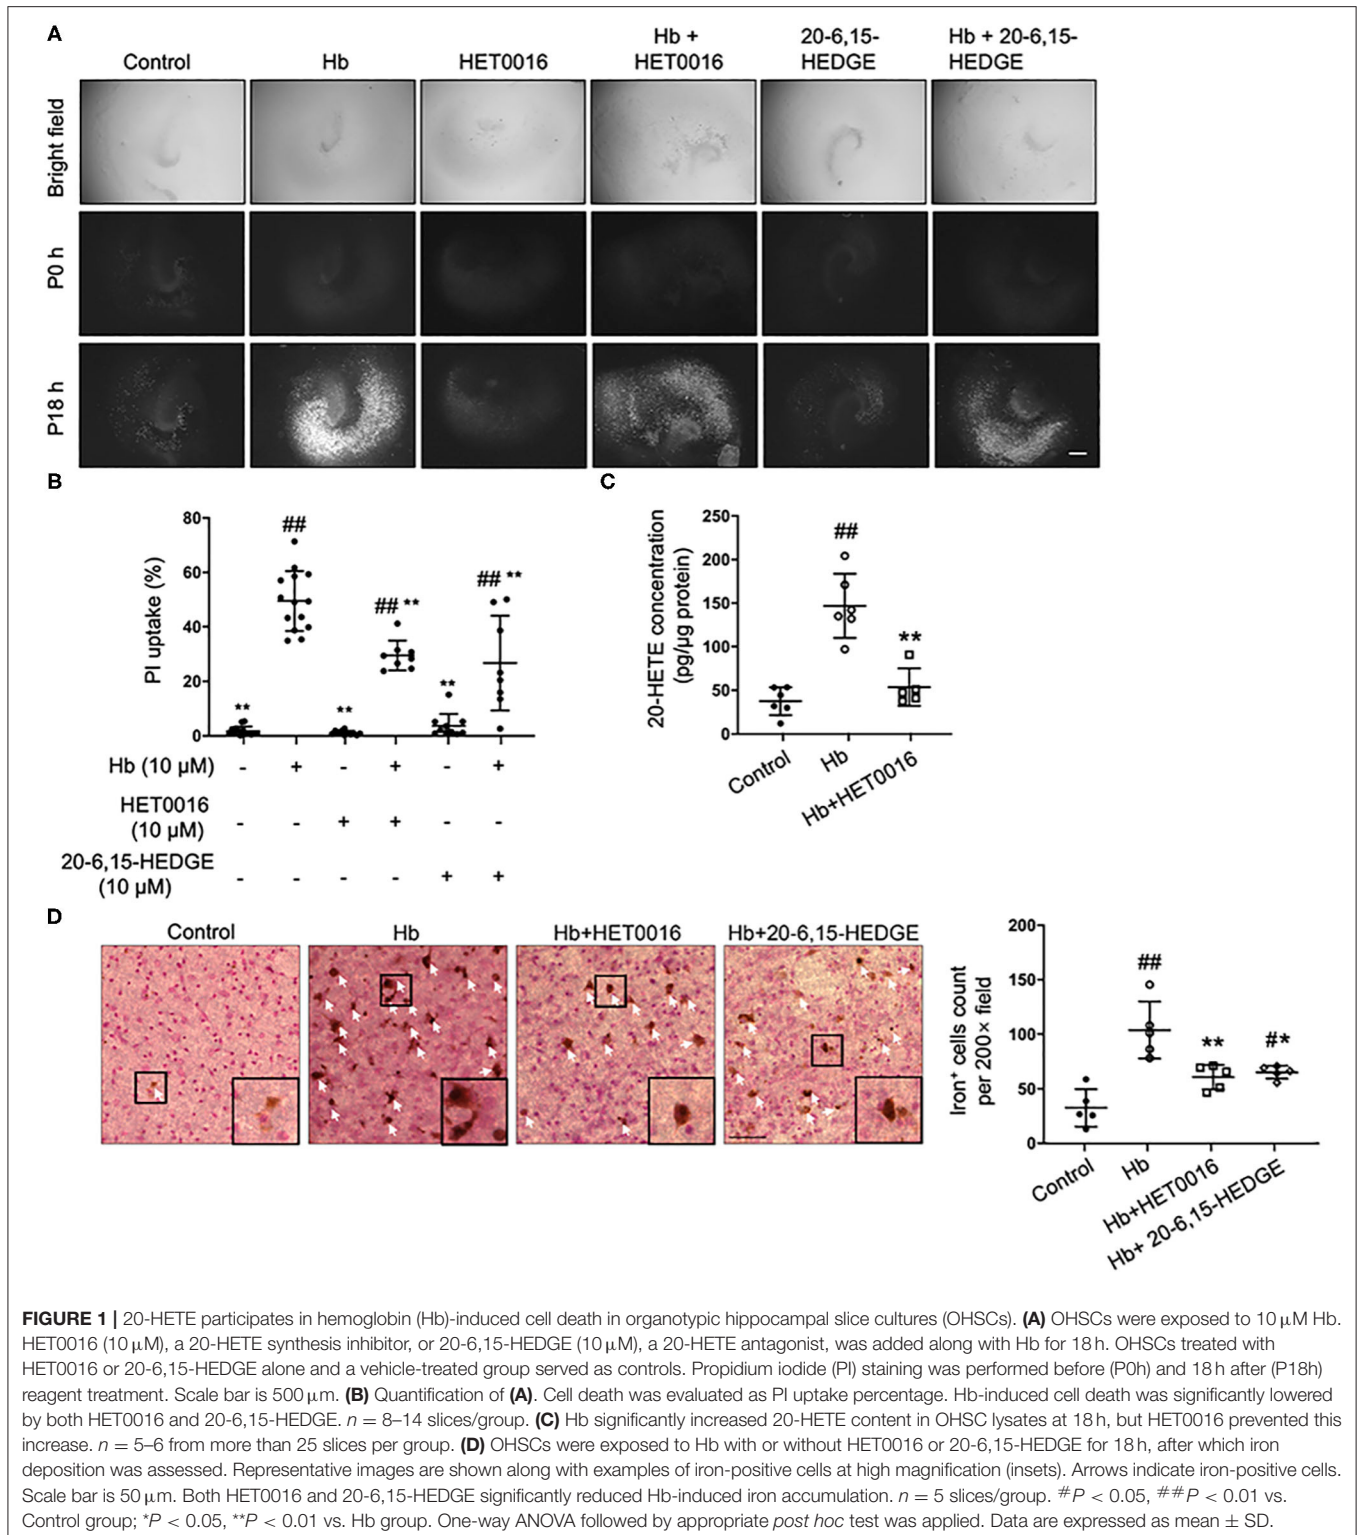 A
Control
Hb
HET0016
Hb +
HET0016
20-6,15-
HEDGE
Hb + 20-6,15-
HEDGE
Bright field
P0 h
P18 h
B
PI uptake (%)
80
60
40
20
0
**
##
**
## **
**
## **
Hb (10 µM) - + - + - +
HET0016
(10 µM) - - + + - -
20-6,15-HEDGE
(10 µM) - - - - + +
C
20-HETE concentration
(pg/µg protein)
250
200
150
100
50
0
##
**
Control
Hb
Hb+HET0016
D
Control
Hb
Hb+HET0016
Hb+20-6,15-HEDGE
Iron⁺ cells count
per 200× field
200
150
100
50
0
##
**
#*
Control
Hb
Hb+HET0016
Hb+ 20-6,15-HEDGE
FIGURE 1 | 20-HETE participates in hemoglobin (Hb)-induced cell death in organotypic hippocampal slice cultures (OHSCs). (A) OHSCs were exposed to 10 µM Hb.
HET0016 (10 µM), a 20-HETE synthesis inhibitor, or 20-6,15-HEDGE (10 µM), a 20-HETE antagonist, was added along with Hb for 18 h. OHSCs treated with
HET0016 or 20-6,15-HEDGE alone and a vehicle-treated group served as controls. Propidium iodide (PI) staining was performed before (P0h) and 18 h after (P18h)
reagent treatment. Scale bar is 500 µm. (B) Quantification of (A). Cell death was evaluated as PI uptake percentage. Hb-induced cell death was significantly lowered
by both HET0016 and 20-6,15-HEDGE. n = 8–14 slices/group. (C) Hb significantly increased 20-HETE content in OHSC lysates at 18 h, but HET0016 prevented this
increase. n = 5–6 from more than 25 slices per group. (D) OHSCs were exposed to Hb with or without HET0016 or 20-6,15-HEDGE for 18 h, after which iron
deposition was assessed. Representative images are shown along with examples of iron-positive cells at high magnification (insets). Arrows indicate iron-positive cells.
Scale bar is 50 µm. Both HET0016 and 20-6,15-HEDGE significantly reduced Hb-induced iron accumulation. n = 5 slices/group. #P < 0.05, ##P < 0.01 vs.
Control group; *P < 0.05, **P < 0.01 vs. Hb group. One-way ANOVA followed by appropriate post hoc test was applied. Data are expressed as mean ± SD.